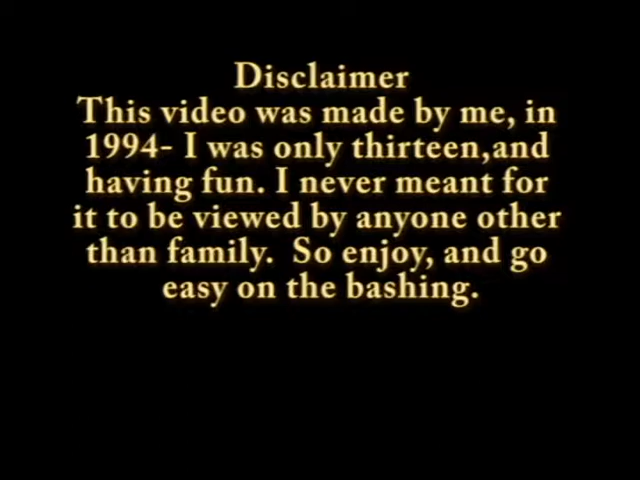 Disclaimer
This video was made by me, in
1994- I was only thirteen,and
having fun. I never meant for
it to be viewed by anyone other
than family.  So enjoy, and go
easy on the bashing.